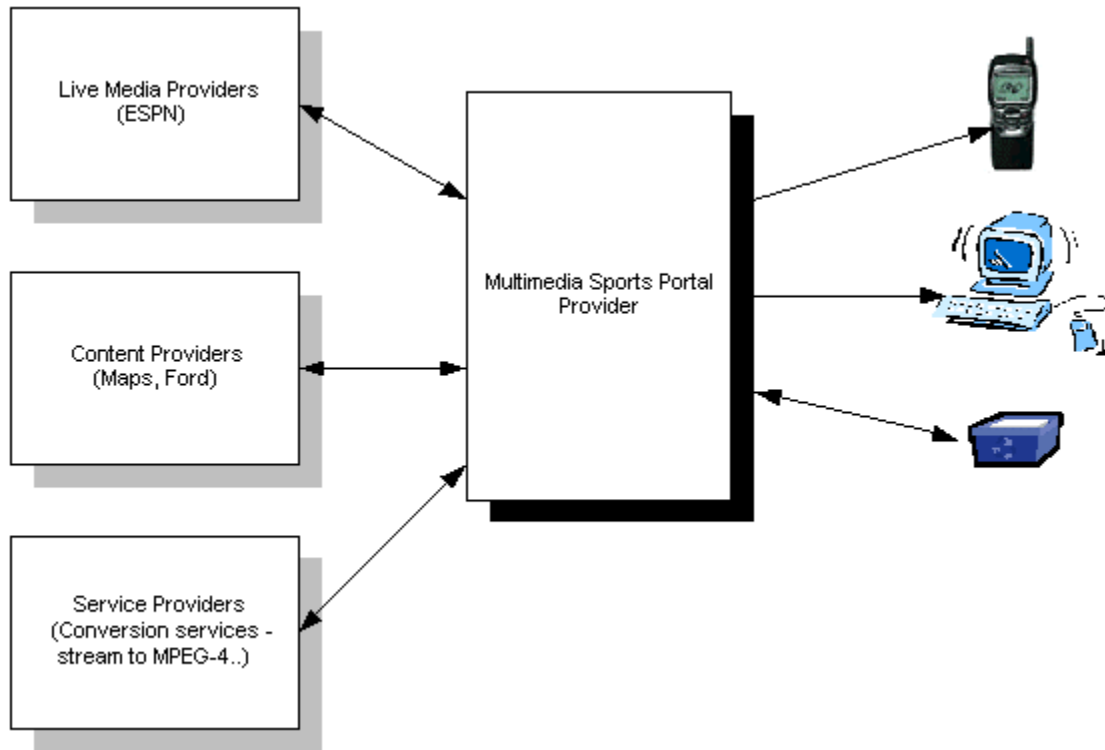 Live Media Providers
(ESPN)
Multimedia Sports Portal
Provider
Content Providers
(Maps, Ford)
Service Providers
(Conversion services -
stream to MPEG-4..)